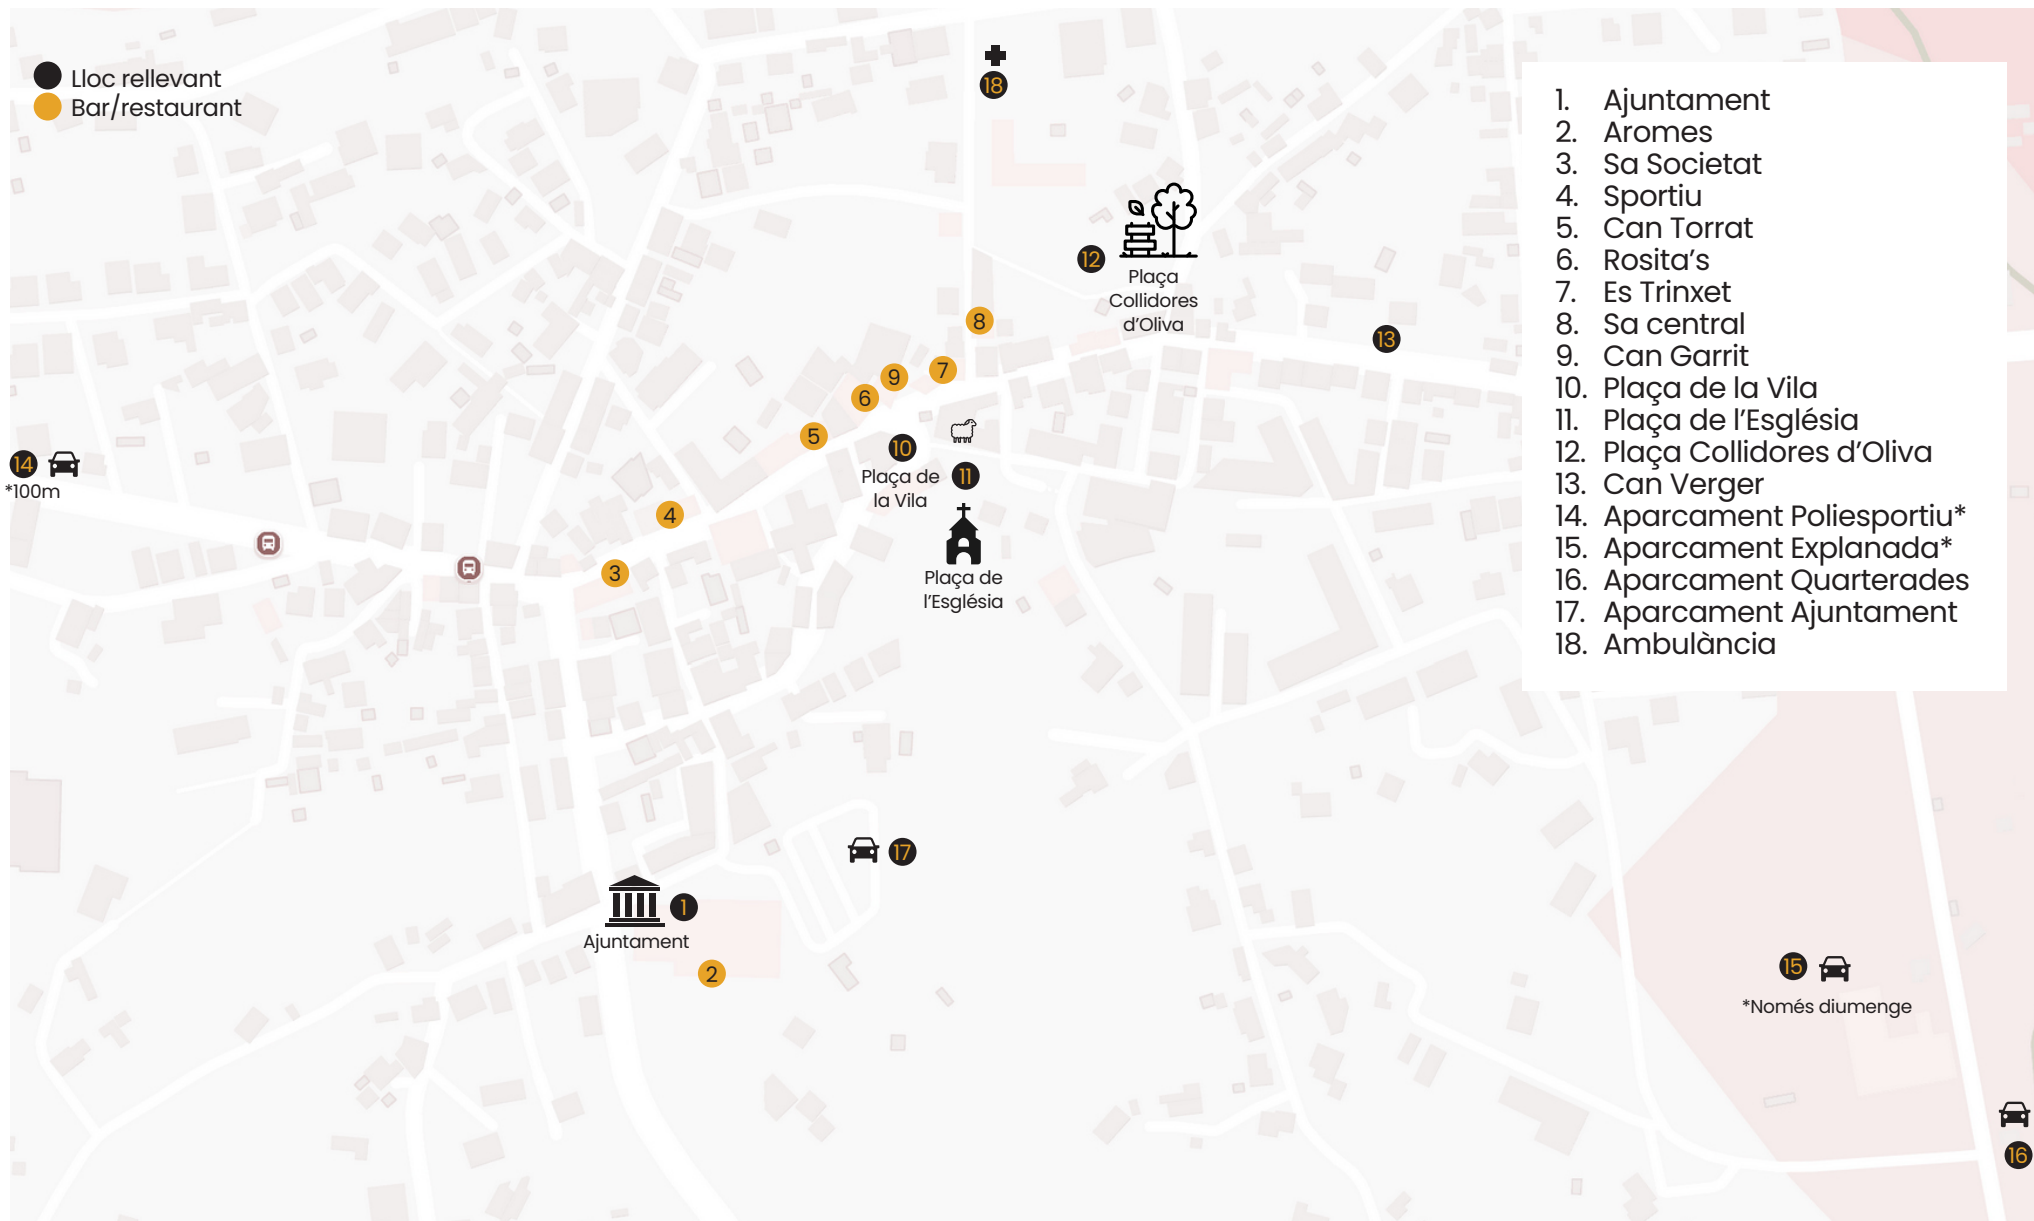 Lloc rellevant
Bar/restaurant
18
1. Ajuntament
2. Aromes
3. Sa Societat
4. Sportiu
5. Can Torrat
6. Rosita's
7. Es Trinxet
8. Sa central
9. Can Garrit
10. Plaça de la Vila
11. Plaça de l'Església
12. Plaça Collidores d'Oliva
13. Can Verger
14. Aparcament Poliesportiu*
15. Aparcament Explanada*
16. Aparcament Quarterades
17. Aparcament Ajuntament
18. Ambulància
12
Plaça
Collidores
d'Oliva
8
13
7
9
6
5
10
Plaça de
la Vila
11
14
*100m
4
3
Plaça de
l'Església
17
1
Ajuntament
2
15
*Només diumenge
16